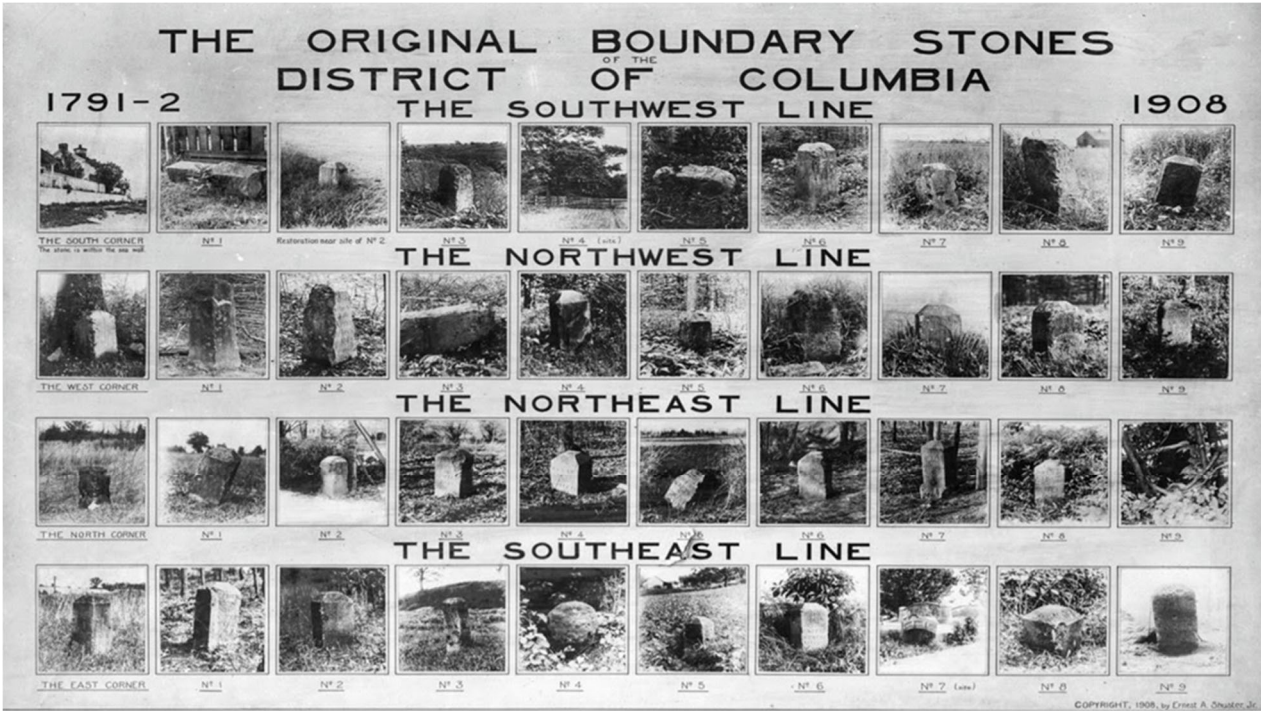 THE ORIGINAL BOUNDARY STONES
OF THE
DISTRICT OF COLUMBIA
1791-2
1908
THE SOUTHWEST LINE
THE SOUTH CORNER
The stone is within the sea wall.
Nº 1
Restoration near site of Nº 2.
Nº 3
Nº 4 (site)
Nº 5
Nº 6
Nº 7
Nº 8
Nº 9
THE NORTHWEST LINE
THE WEST CORNER
Nº 1
Nº 2
Nº 3
Nº 4
Nº 5
Nº 6
Nº 7
Nº 8
Nº 9
THE NORTHEAST LINE
THE NORTH CORNER
Nº 1
Nº 2
Nº 3
Nº 4
Nº 5
Nº 6
Nº 7
Nº 8
Nº 9
THE SOUTHEAST LINE
THE EAST CORNER
Nº 1
Nº 2
Nº 3
Nº 4
Nº 5
Nº 6
Nº 7 (site)
Nº 8
Nº 9
COPYRIGHT, 1908, by Ernest A. Shuster, Jr.